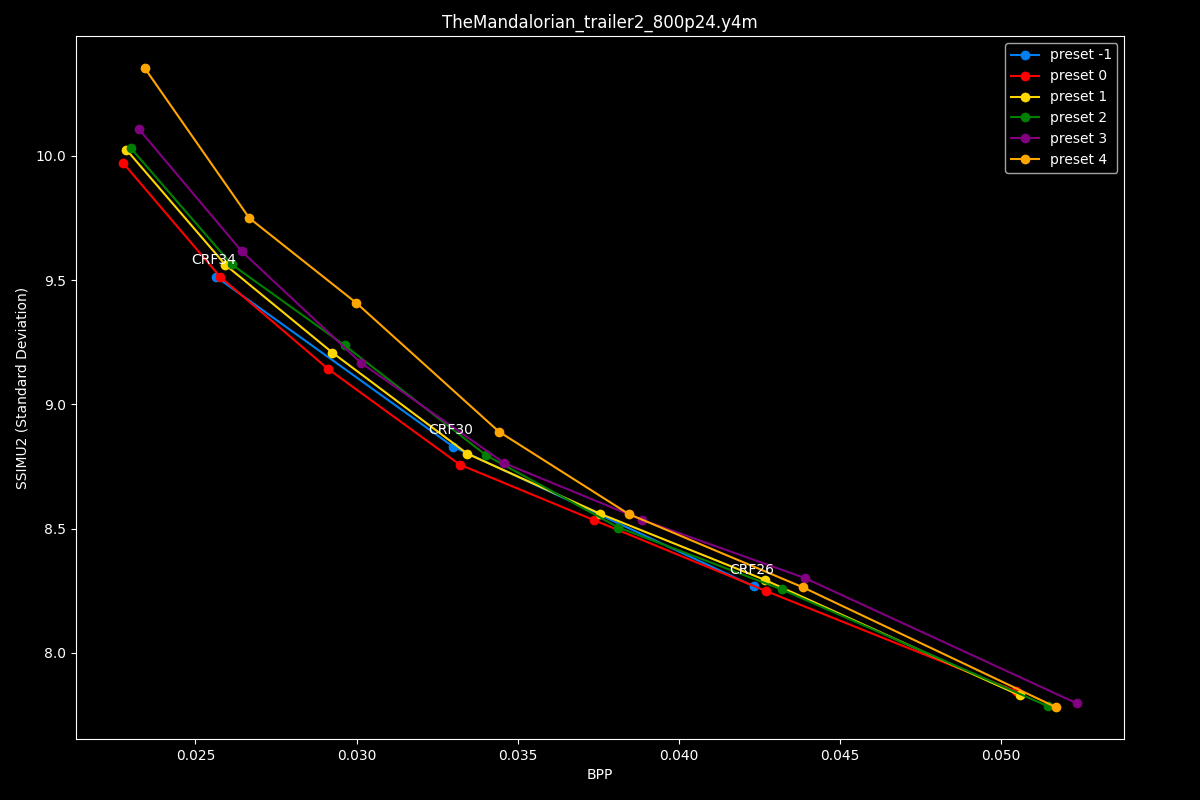 TheMandalorian_trailer2_800p24.y4m
preset -1
preset 0
preset 1
preset 2
preset 3
preset 4
10.0
9.5
9.0
8.5
8.0
SSIMU2 (Standard Deviation)
CRF34
CRF30
CRF26
0.025 0.030 0.035 0.040 0.045 0.050
BPP